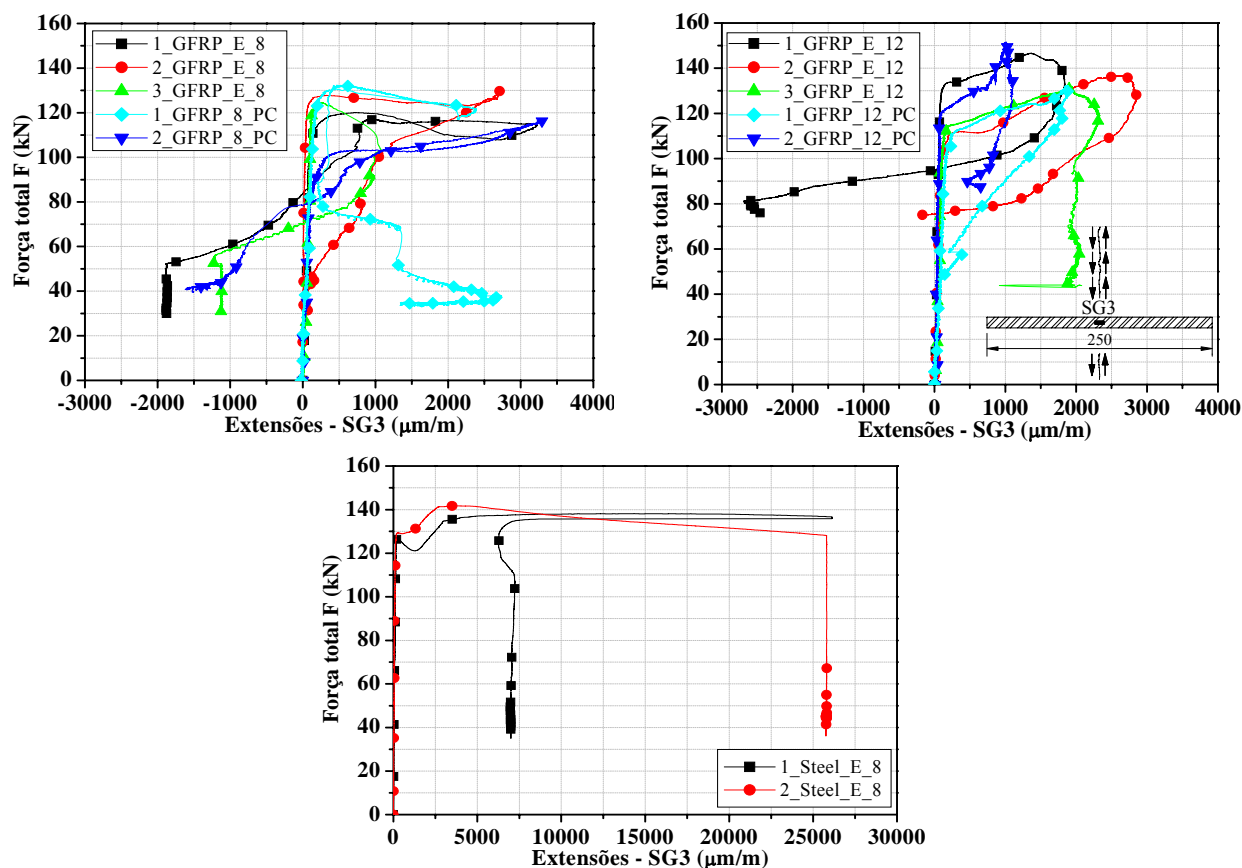 160
140
120
100
80
60
40
20
0
Força total F (kN)
1_GFRP_E_8
2_GFRP_E_8
3_GFRP_E_8
1_GFRP_8_PC
2_GFRP_8_PC
-3000 -2000 -1000 0 1000 2000 3000 4000
Extensões - SG3 (μm/m)
160
140
120
100
80
60
40
20
0
Força total F (kN)
1_GFRP_E_12
2_GFRP_E_12
3_GFRP_E_12
1_GFRP_12_PC
2_GFRP_12_PC
SG3
250
-3000 -2000 -1000 0 1000 2000 3000 4000
Extensões - SG3 (μm/m)
160
140
120
100
80
60
40
20
0
Força total F (kN)
1_Steel_E_8
2_Steel_E_8
0 5000 10000 15000 20000 25000 30000
Extensões - SG3 (μm/m)